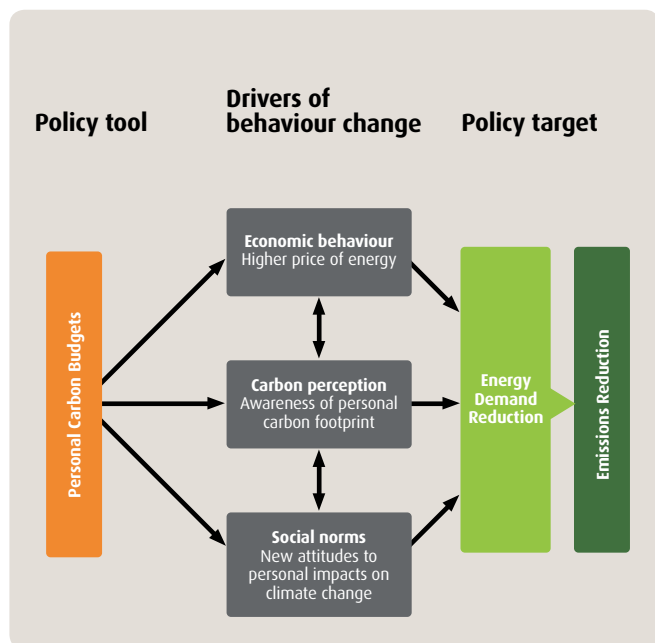 Policy tool
Drivers of
behaviour change
Policy target
Personal Carbon Budgets
Economic behaviour
Higher price of energy
Carbon perception
Awareness of personal
carbon footprint
Social norms
New attitudes to
personal impacts on
climate change
Energy
Demand
Reduction
Emissions Reduction